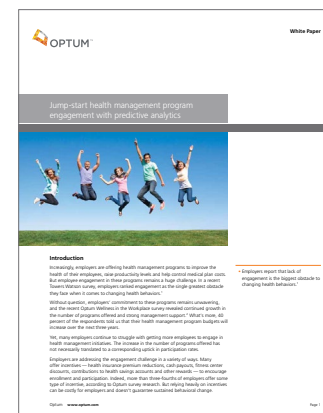 White Paper
OPTUM™
Jump-start health management program
engagement with predictive analytics
Introduction
Increasingly, employers are offering health management programs to improve the
health of their employees, raise productivity levels and help control medical plan costs.
But employee engagement in these programs remains a huge challenge. In a recent
Towers Watson survey, employers ranked engagement as the single-greatest obstacle
they face when it comes to changing health behaviors.¹
Without question, employers' commitment to these programs remains unwavering,
and the recent Optum Wellness in the Workplace survey revealed continued growth in
the number of programs offered and strong management support.² What's more, 40
percent of the respondents told us that their health management program budgets will
increase over the next three years.
Yet, many employers continue to struggle with getting more employees to engage in
health management initiatives. The increase in the number of programs offered has
not necessarily translated to a corresponding uptick in participation rates.
Employers are addressing the engagement challenge in a variety of ways. Many
offer incentives — health insurance premium reductions, cash payouts, fitness center
discounts, contributions to health savings accounts and other rewards — to encourage
enrollment and participation. Indeed, more than three-fourths of employers offer some
type of incentive, according to Optum survey research. But relying heavily on incentives
can be costly for employers and doesn't guarantee sustained behavioral change.
• Employers report that lack of
engagement is the biggest obstacle to
changing health behaviors.¹
Optum www.optum.com
Page 1